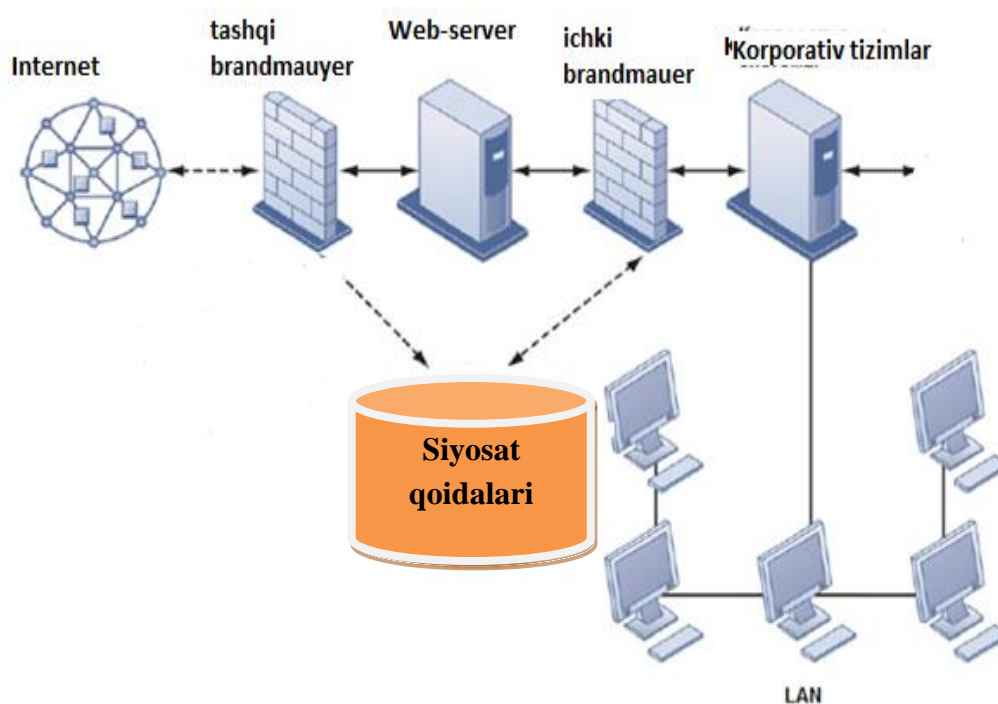 Internet
tashqi
brandmauyer
Web-server
ichki
brandmauer
Korporativ tizimlar
Siyosat
qoidalari
LAN